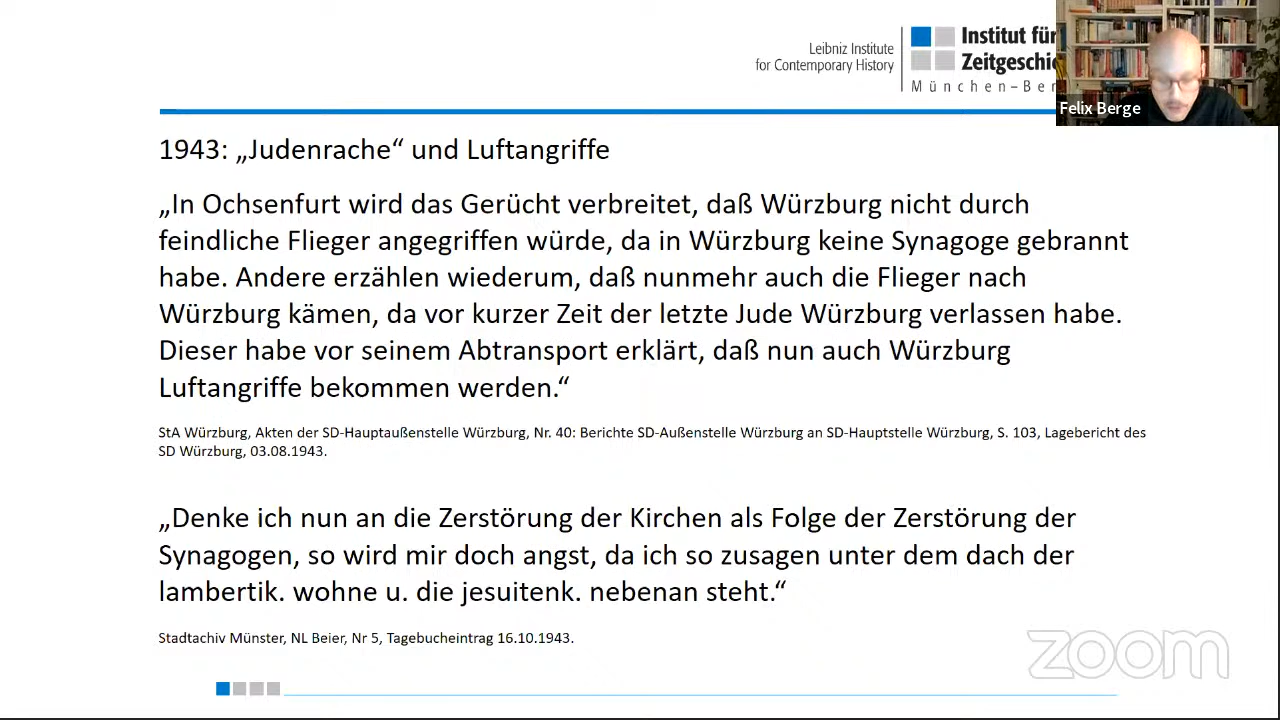 Leibniz Institute
for Contemporary History
Institut für
München–Ber
Felix Berge
1943: „Judenrache“ und Luftangriffe
„In Ochsenfurt wird das Gerücht verbreitet, daß Würzburg nicht durch
feindliche Flieger angegriffen würde, da in Würzburg keine Synagoge gebrannt
habe. Andere erzählen wiederum, daß nunmehr auch die Flieger nach
Würzburg kämen, da vor kurzer Zeit der letzte Jude Würzburg verlassen habe.
Dieser habe vor seinem Abtransport erklärt, daß nun auch Würzburg
Luftangriffe bekommen werden.“
StA Würzburg, Akten der SD-Hauptaußenstelle Würzburg, Nr. 40: Berichte SD-Außenstelle Würzburg an SD-Hauptstelle Würzburg, S. 103, Lagebericht des
SD Würzburg, 03.08.1943.
„Denke ich nun an die Zerstörung der Kirchen als Folge der Zerstörung der
Synagogen, so wird mir doch angst, da ich so zusagen unter dem dach der
lambertik. wohne u. die jesuitenk. nebenan steht.“
Stadtachiv Münster, NL Beier, Nr 5, Tagebucheintrag 16.10.1943.
zoom